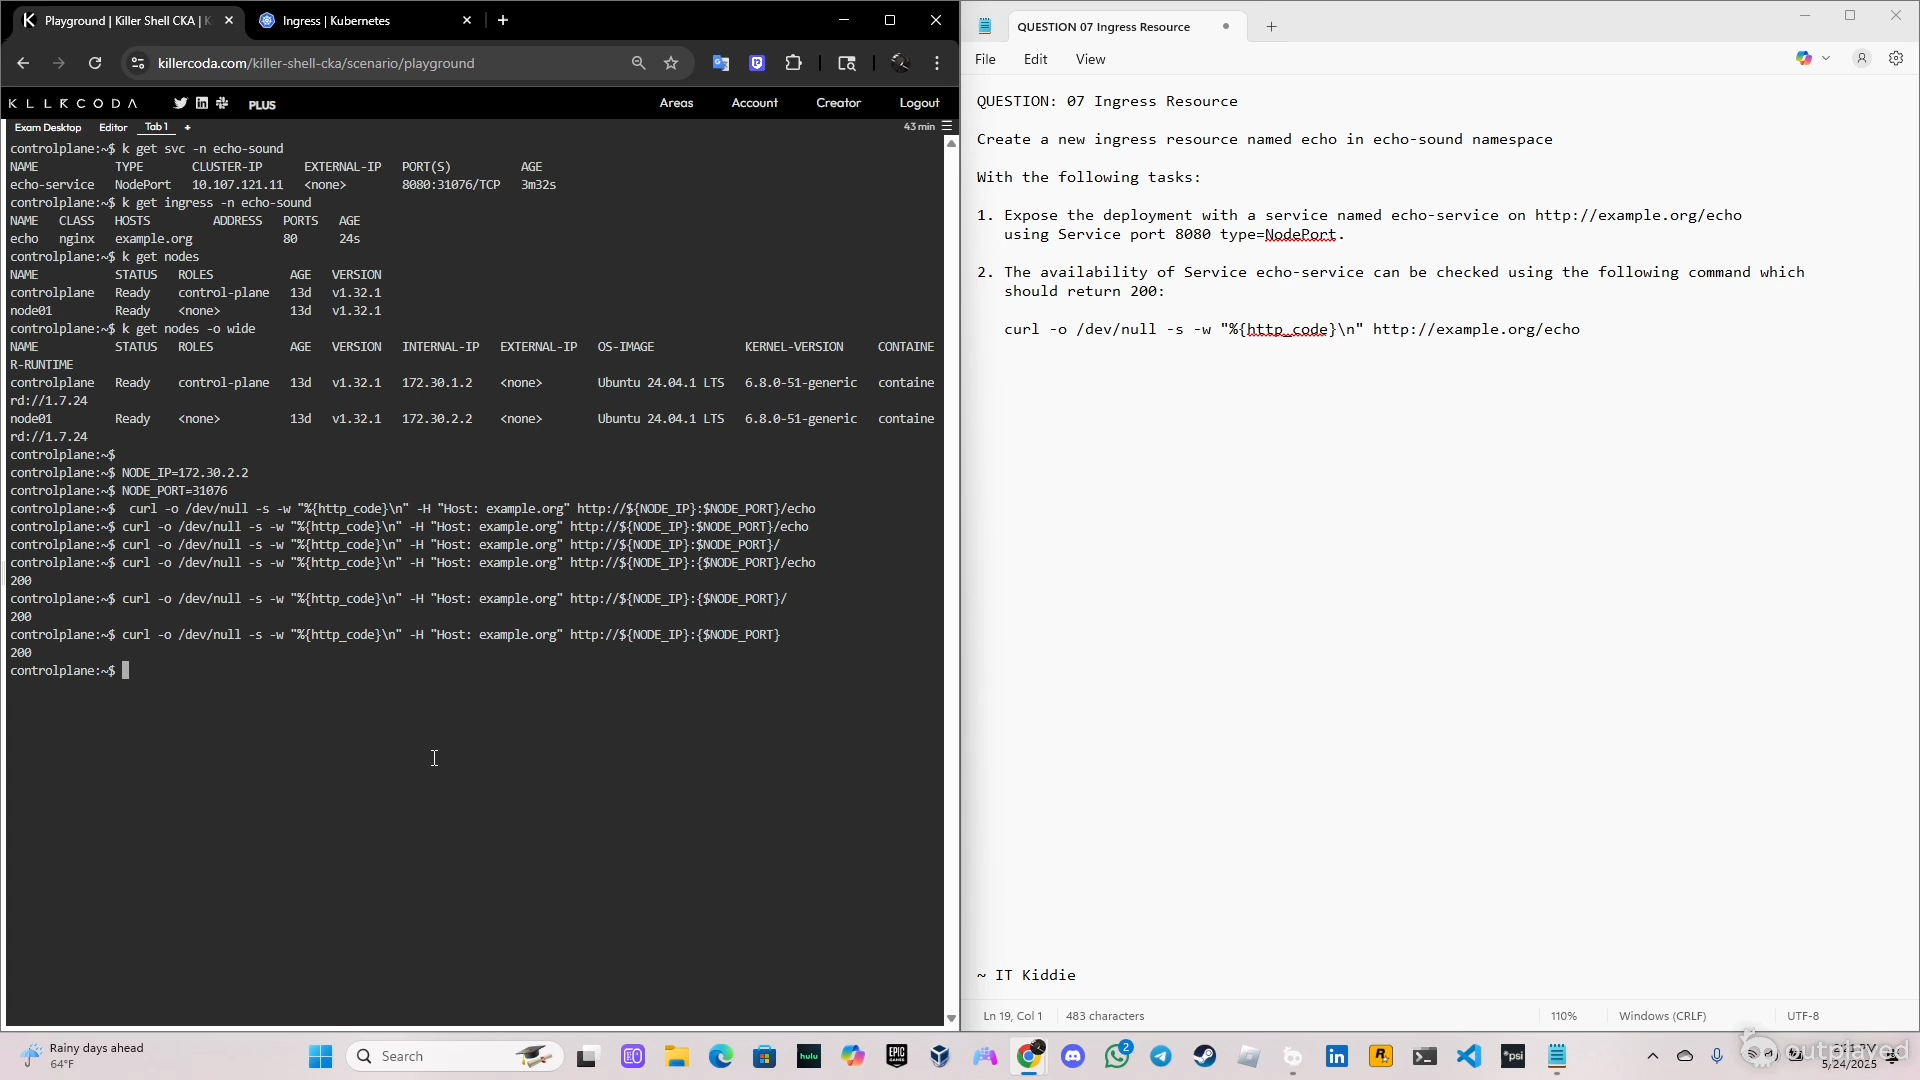 Playground | Killer Shell CKA |
Ingress | Kubernetes
killercoda.com/killer-shell-cka/scenario/playground
KLLRCODA
PLUS
Areas
Account
Creator
Logout
Exam Desktop
Editor
Tab 1
+
43 min
controlplane:~$ k get svc -n echo-sound
NAME TYPE CLUSTER-IP EXTERNAL-IP PORT(S) AGE
echo-service NodePort 10.107.121.11 <none> 8080:31076/TCP 3m32s
controlplane:~$ k get ingress -n echo-sound
NAME CLASS HOSTS ADDRESS PORTS AGE
echo nginx example.org 80 24s
controlplane:~$ k get nodes
NAME STATUS ROLES AGE VERSION
controlplane Ready control-plane 13d v1.32.1
node01 Ready <none> 13d v1.32.1
controlplane:~$ k get nodes -o wide
NAME STATUS ROLES AGE VERSION INTERNAL-IP EXTERNAL-IP OS-IMAGE KERNEL-VERSION CONTAINE
R-RUNTIME
controlplane Ready control-plane 13d v1.32.1 172.30.1.2 <none> Ubuntu 24.04.1 LTS 6.8.0-51-generic containe
rd://1.7.24
node01 Ready <none> 13d v1.32.1 172.30.2.2 <none> Ubuntu 24.04.1 LTS 6.8.0-51-generic containe
rd://1.7.24
controlplane:~$
controlplane:~$ NODE_IP=172.30.2.2
controlplane:~$ NODE_PORT=31076
controlplane:~$ curl -o /dev/null -s -w "%{http_code}\n" -H "Host: example.org" http://${NODE_IP}:$NODE_PORT}/echo
controlplane:~$ curl -o /dev/null -s -w "%{http_code}\n" -H "Host: example.org" http://${NODE_IP}:$NODE_PORT}/echo
controlplane:~$ curl -o /dev/null -s -w "%{http_code}\n" -H "Host: example.org" http://${NODE_IP}:$NODE_PORT}/
controlplane:~$ curl -o /dev/null -s -w "%{http_code}\n" -H "Host: example.org" http://${NODE_IP}:{$NODE_PORT}/echo
200
controlplane:~$ curl -o /dev/null -s -w "%{http_code}\n" -H "Host: example.org" http://${NODE_IP}:{$NODE_PORT}/
200
controlplane:~$ curl -o /dev/null -s -w "%{http_code}\n" -H "Host: example.org" http://${NODE_IP}:{$NODE_PORT}
200
controlplane:~$
QUESTION 07 Ingress Resource
File
Edit
View
QUESTION: 07 Ingress Resource
Create a new ingress resource named echo in echo-sound namespace
With the following tasks:
1. Expose the deployment with a service named echo-service on http://example.org/echo
using Service port 8080 type=NodePort.
2. The availability of Service echo-service can be checked using the following command which
should return 200:
curl -o /dev/null -s -w "%{http_code}\n" http://example.org/echo
~ IT Kiddie
Ln 19, Col 1
483 characters
110%
Windows (CRLF)
UTF-8
Rainy days ahead
64°F
Search
hulu
EPIC GAMES
2
*psi
outplayed
5/24/2025